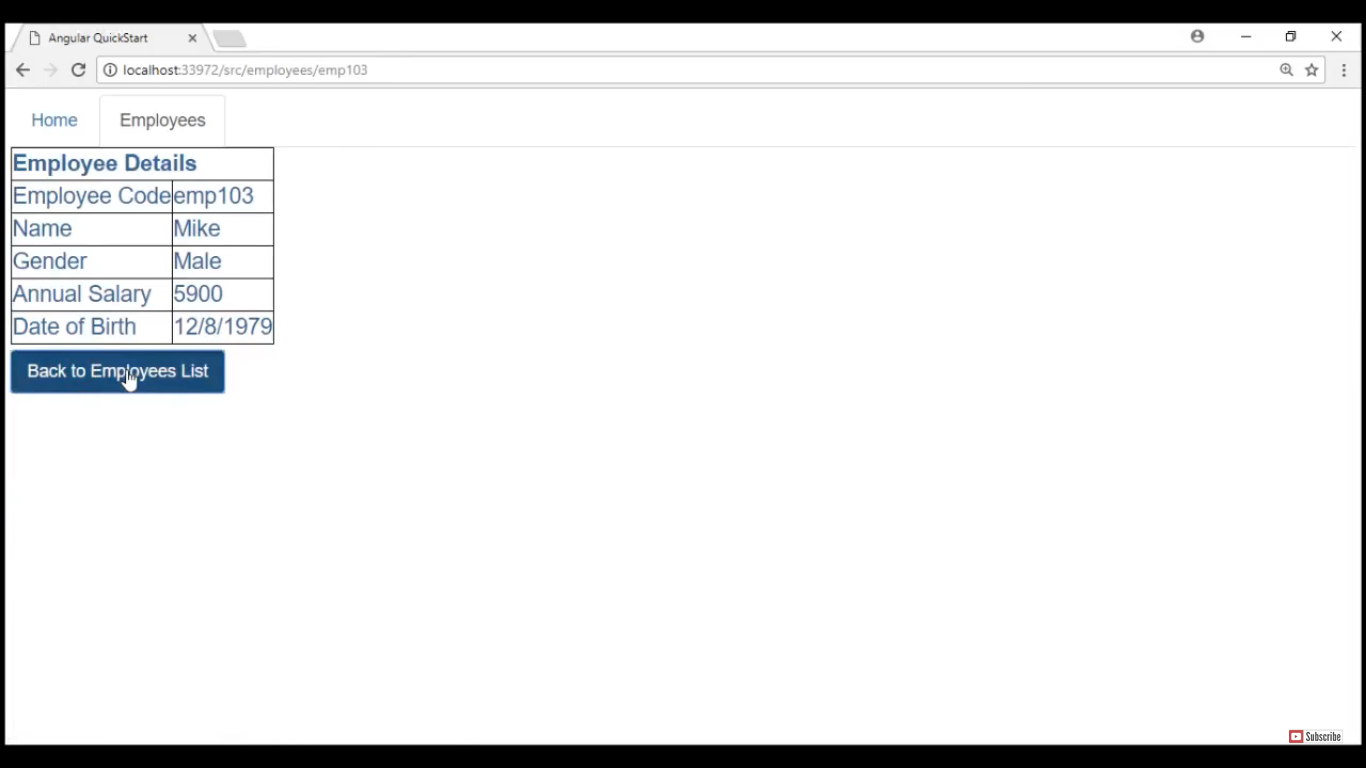 Angular QuickStart
localhost:33972/src/employees/emp103
Home Employees
Employee Details
Employee Code emp103
Name Mike
Gender Male
Annual Salary 5900
Date of Birth 12/8/1979
Back to Employees List
Subscribe